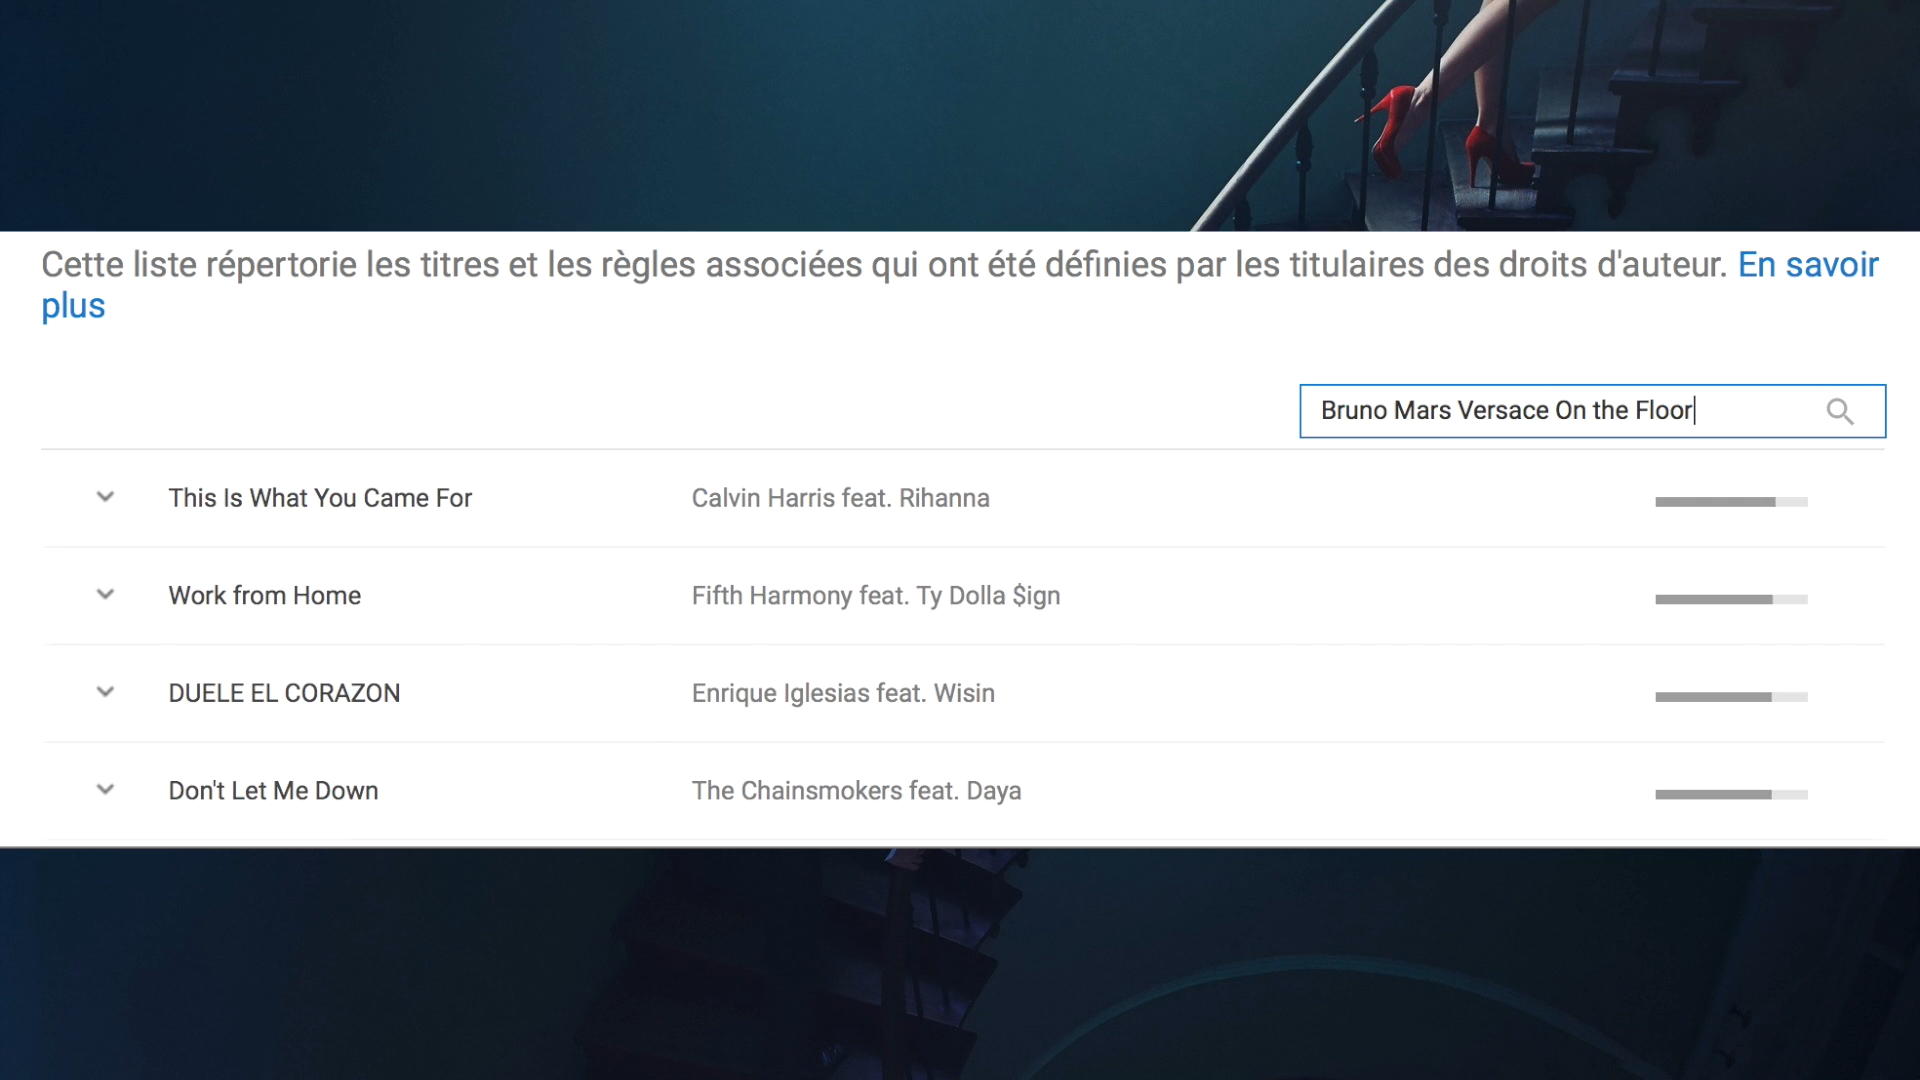 Cette liste répertorie les titres et les règles associées qui ont été définies par les titulaires des droits d'auteur. En savoir
plus
Bruno Mars Versace On the Floor
This Is What You Came For Calvin Harris feat. Rihanna
Work from Home Fifth Harmony feat. Ty Dolla $ign
DUELE EL CORAZON Enrique Iglesias feat. Wisin
Don't Let Me Down The Chainsmokers feat. Daya